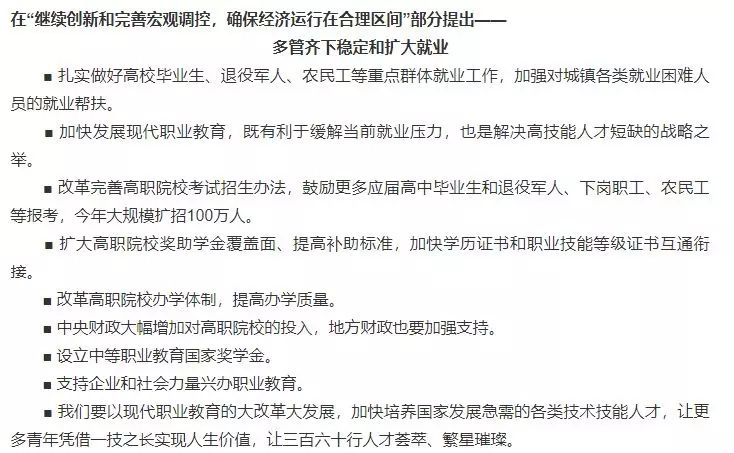 在“继续创新和完善宏观调控，确保经济运行在合理区间”部分提出——
多管齐下稳定和扩大就业
■ 扎实做好高校毕业生、退役军人、农民工等重点群体就业工作，加强对城镇各类就业困难人
员的就业帮扶。
■ 加快发展现代职业教育，既有利于缓解当前就业压力，也是解决高技能人才短缺的战略之
举。
■ 改革完善高职院校考试招生办法，鼓励更多应届高中毕业生和退役军人、下岗职工、农民工
等报考，今年大规模扩招100万人。
■ 扩大高职院校奖助学金覆盖面、提高补助标准，加快学历证书和职业技能等级证书互通衔
接。
■ 改革高职院校办学体制，提高办学质量。
■ 中央财政大幅增加对高职院校的投入，地方财政也要加强支持。
■ 设立中等职业教育国家奖学金。
■ 支持企业和社会力量兴办职业教育。
■ 我们要以现代职业教育的大改革大发展，加快培养国家发展急需的各类技术技能人才，让更
多青年凭借一技之长实现人生价值，让三百六十行人才荟萃、繁星璀璨。